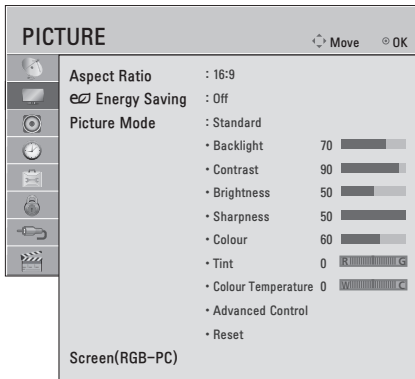 PICTURE Move OK
Aspect Ratio : 16:9
Energy Saving : Off
Picture Mode : Standard
• Backlight 70
• Contrast 90
• Brightness 50
• Sharpness 50
• Colour 60
• Tint 0 R G
• Colour Temperature 0 W C
• Advanced Control
• Reset
Screen(RGB-PC)